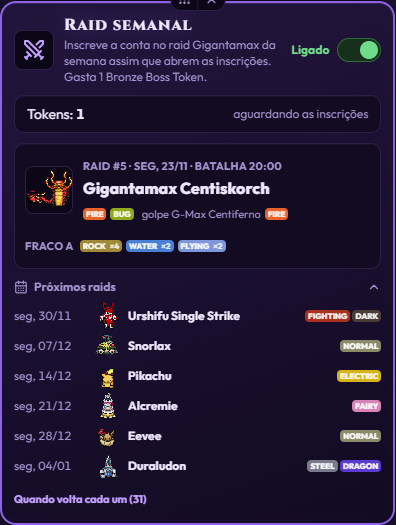 Raid semanal
Inscreve a conta no raid Gigantamax da
semana assim que abrem as inscrições.
Gasta 1 Bronze Boss Token.
Ligado
Tokens: 1
aguardando as inscrições
RAID #5 · SEG, 23/11 · BATALHA 20:00
Gigantamax Centiskorch
FIRE BUG golpe G-Max Centiferno FIRE
FRACO A ROCK ×4 WATER ×2 FLYING ×2
Próximos raids
seg, 30/11 Urshifu Single Strike FIGHTING DARK
seg, 07/12 Snorlax NORMAL
seg, 14/12 Pikachu ELECTRIC
seg, 21/12 Alcremie FAIRY
seg, 28/12 Eevee NORMAL
seg, 04/01 Duraludon STEEL DRAGON
Quando volta cada um (31)